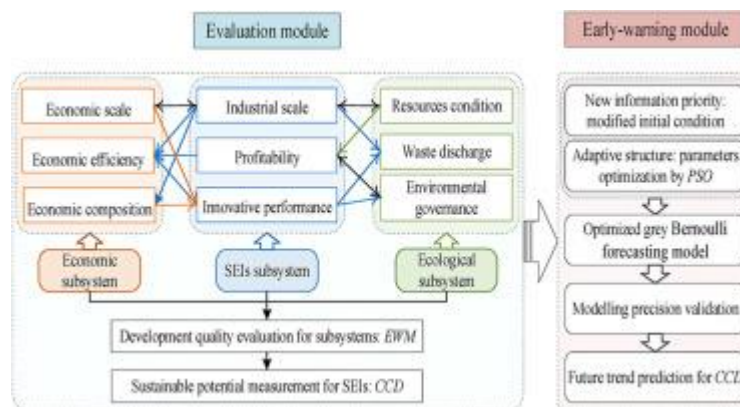 Evaluation module
Early-warning module
Economic scale
Economic efficiency
Economic composition
Industrial scale
Profitability
Innovative performance
Resources condition
Waste discharge
Environmental
governance
Economic
subsystem
SEIs subsystem
Ecological
subsystem
Development quality evaluation for subsystems: EWM
Sustainable potential measurement for SEIs: CCD
New information priority:
modified initial condition
Adaptive structure: parameters
optimization by PSO
Optimized grey Bernoulli
forecasting model
Modelling precision validation
Future trend prediction for CCD